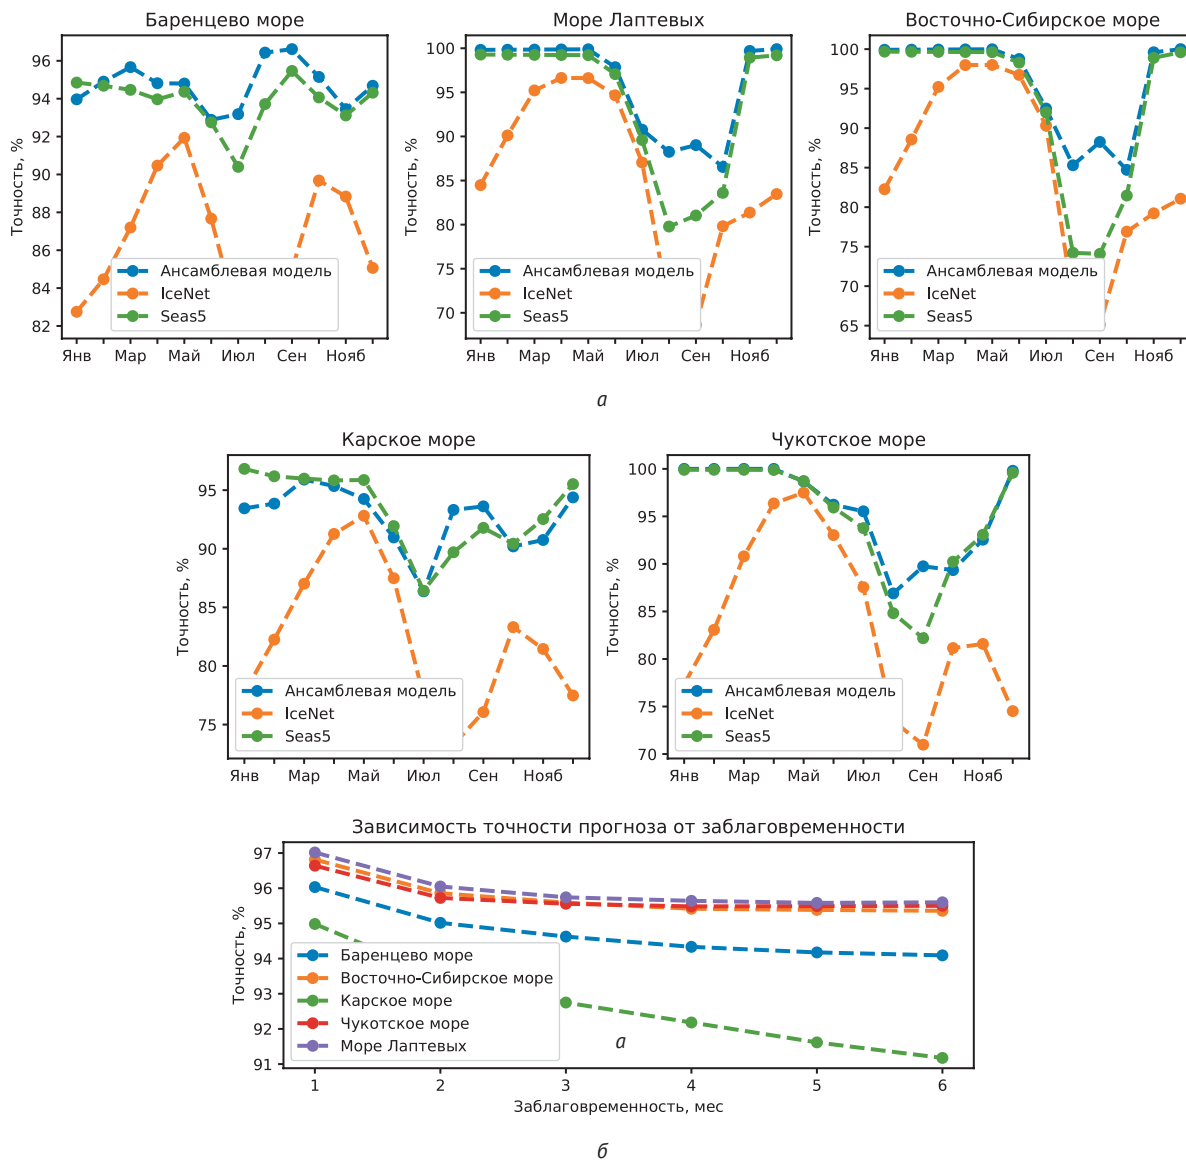 Баренцево море
Море Лаптевых
Восточно-Сибирское море
Точность, %
96
94
92
90
88
86
84
82
Янв Мар Май Июл Сен Нояб
Ансамблевая модель
IceNet
Seas5
Точность, %
100
95
90
85
80
75
70
Янв Мар Май Июл Сен Нояб
Ансамблевая модель
IceNet
Seas5
Точность, %
100
95
90
85
80
75
70
65
Янв Мар Май Июл Сен Нояб
Ансамблевая модель
IceNet
Seas5
а
Карское море
Чукотское море
Точность, %
95
90
85
80
75
Янв Мар Май Июл Сен Нояб
Ансамблевая модель
IceNet
Seas5
Точность, %
100
95
90
85
80
75
70
Янв Мар Май Июл Сен Нояб
Ансамблевая модель
IceNet
Seas5
Зависимость точности прогноза от заблаговременности
Точность, %
97
96
95
94
93
92
91
Баренцево море
Восточно-Сибирское море
Карское море
Чукотское море
Море Лаптевых
а
1 2 3 4 5 6
Заблаговременность, мес
б